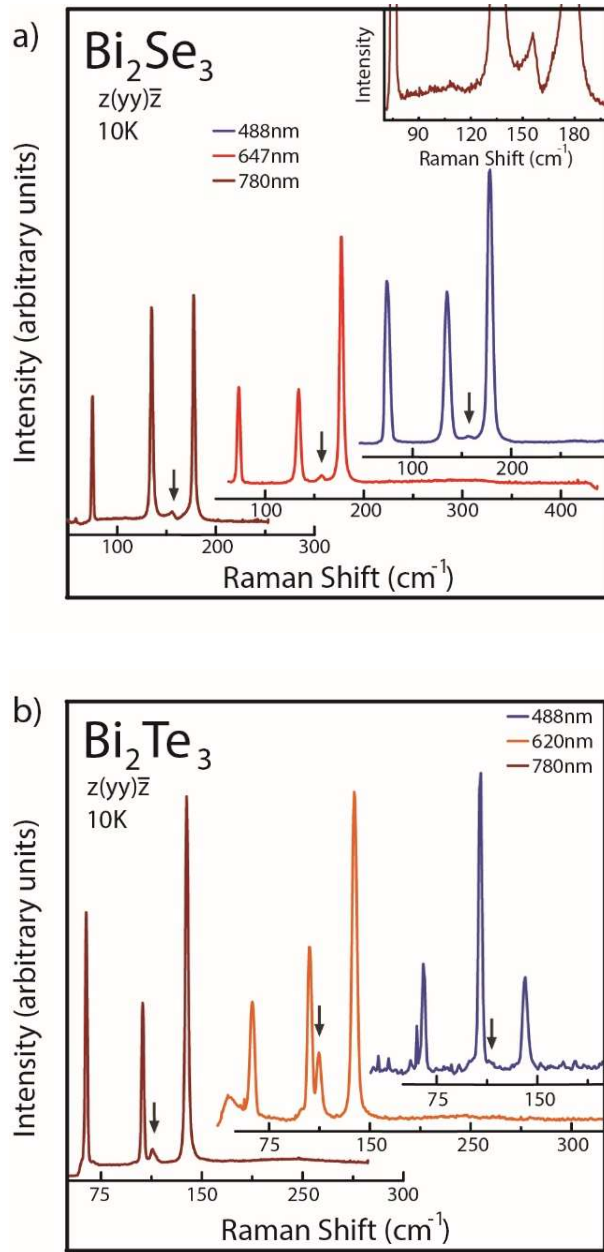 a)
Bi2Se3
z(yy)z̅
10K
488nm
647nm
780nm
Intensity
90 120 150 180
Raman Shift (cm-1)
Intensity (arbitrary units)
100 200
100 200 300 400
100 200 300
Raman Shift (cm-1)
b)
Bi2Te3
z(yy)z̅
10K
488nm
620nm
780nm
Intensity (arbitrary units)
75 150
75 150 250 300
75 150 250 300
Raman Shift (cm-1)